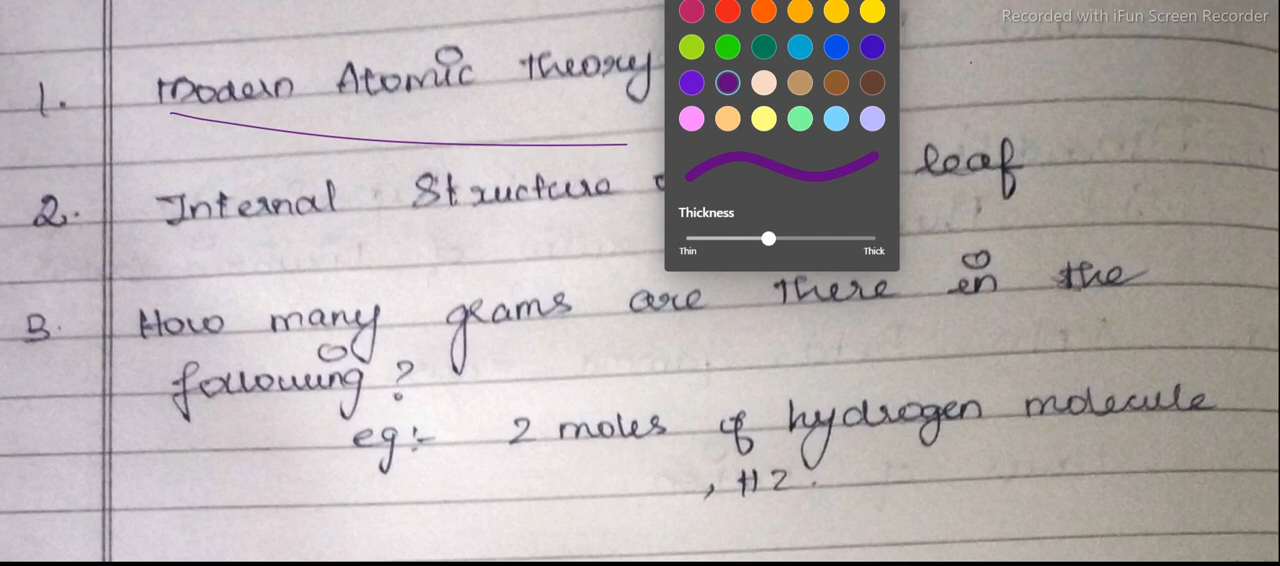 Recorded with iFun Screen Recorder
1. Modern Atomic Theory
2. Internal Structure leaf
Thickness
Thin Thick
3. How many grams are there in the
following?
eg:- 2 moles of hydrogen molecule
, H2.